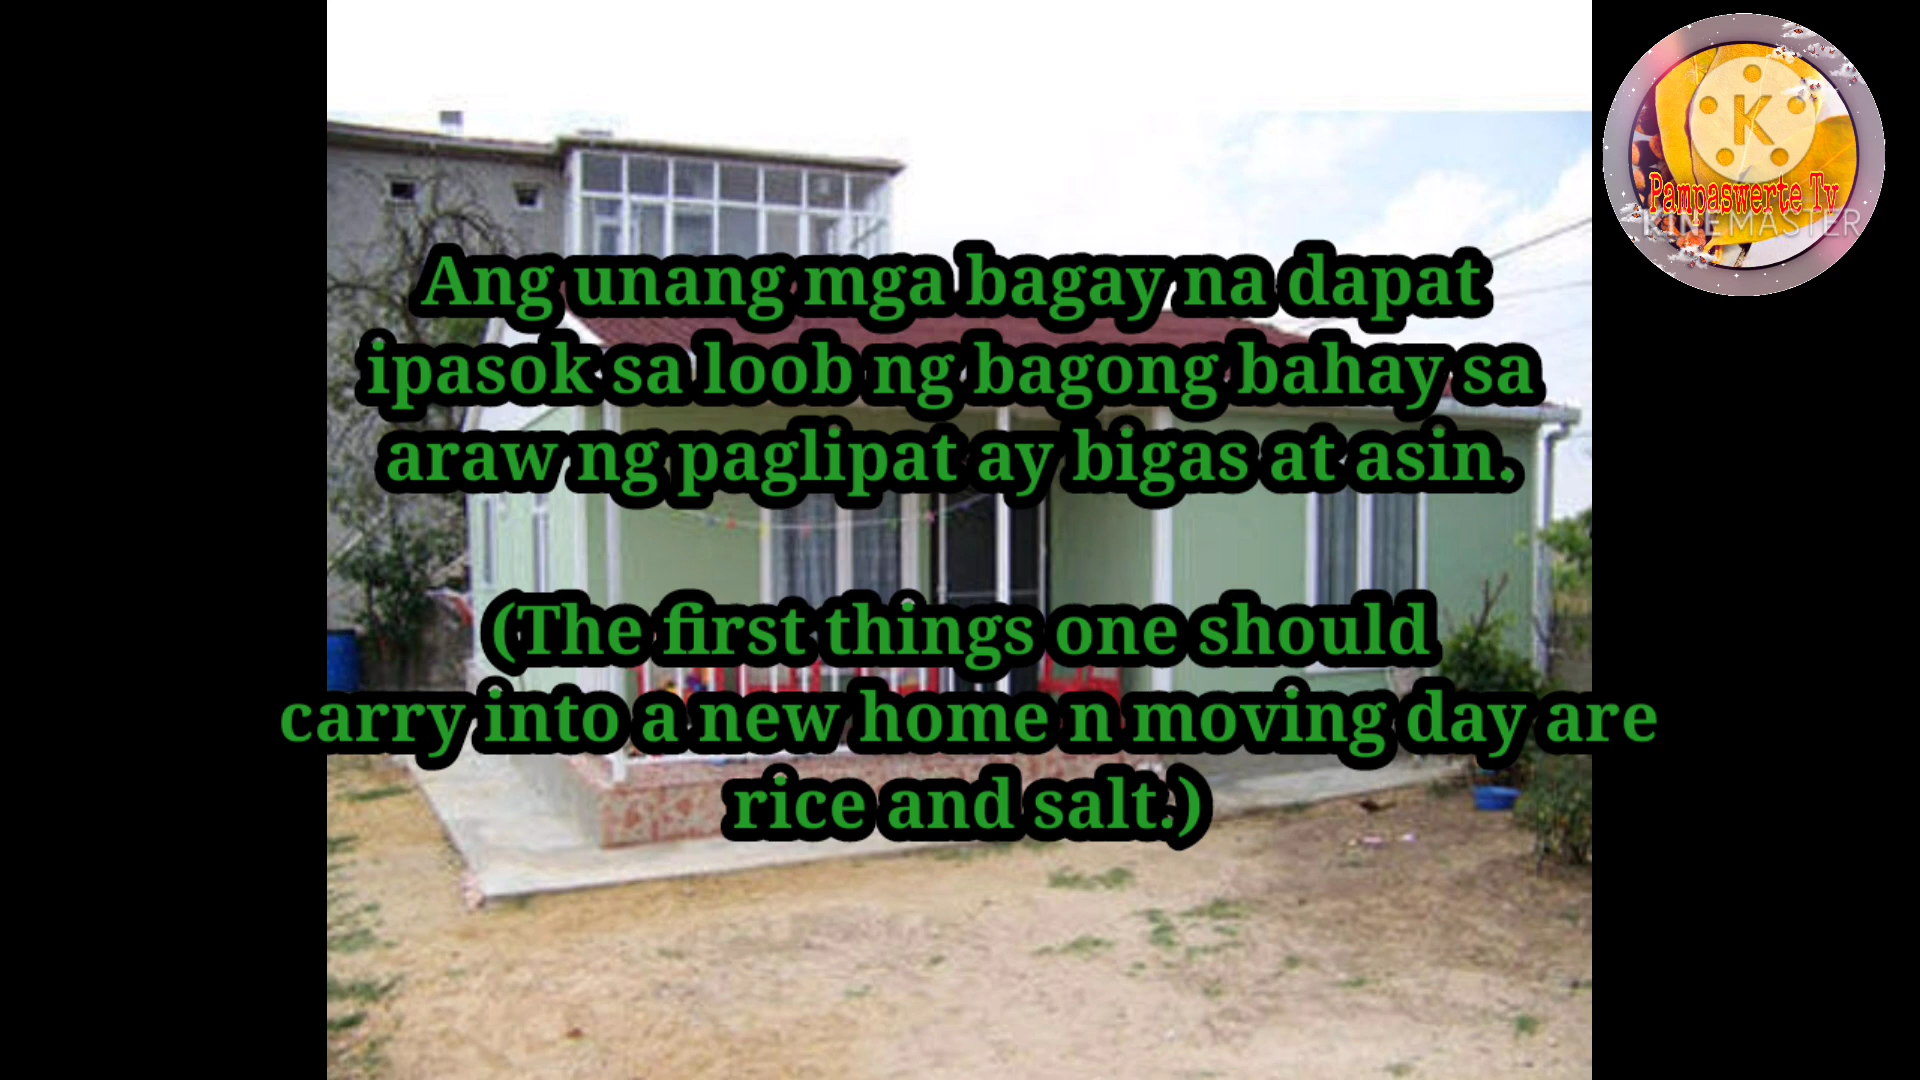 Ang unang mga bagay na dapat
ipasok sa loob ng bagong bahay sa
araw ng paglipat ay bigas at asin.
(The first things one should
carry into a new home n moving day are
rice and salt.)
K
Pampaswerte Tv
KINEMASTER